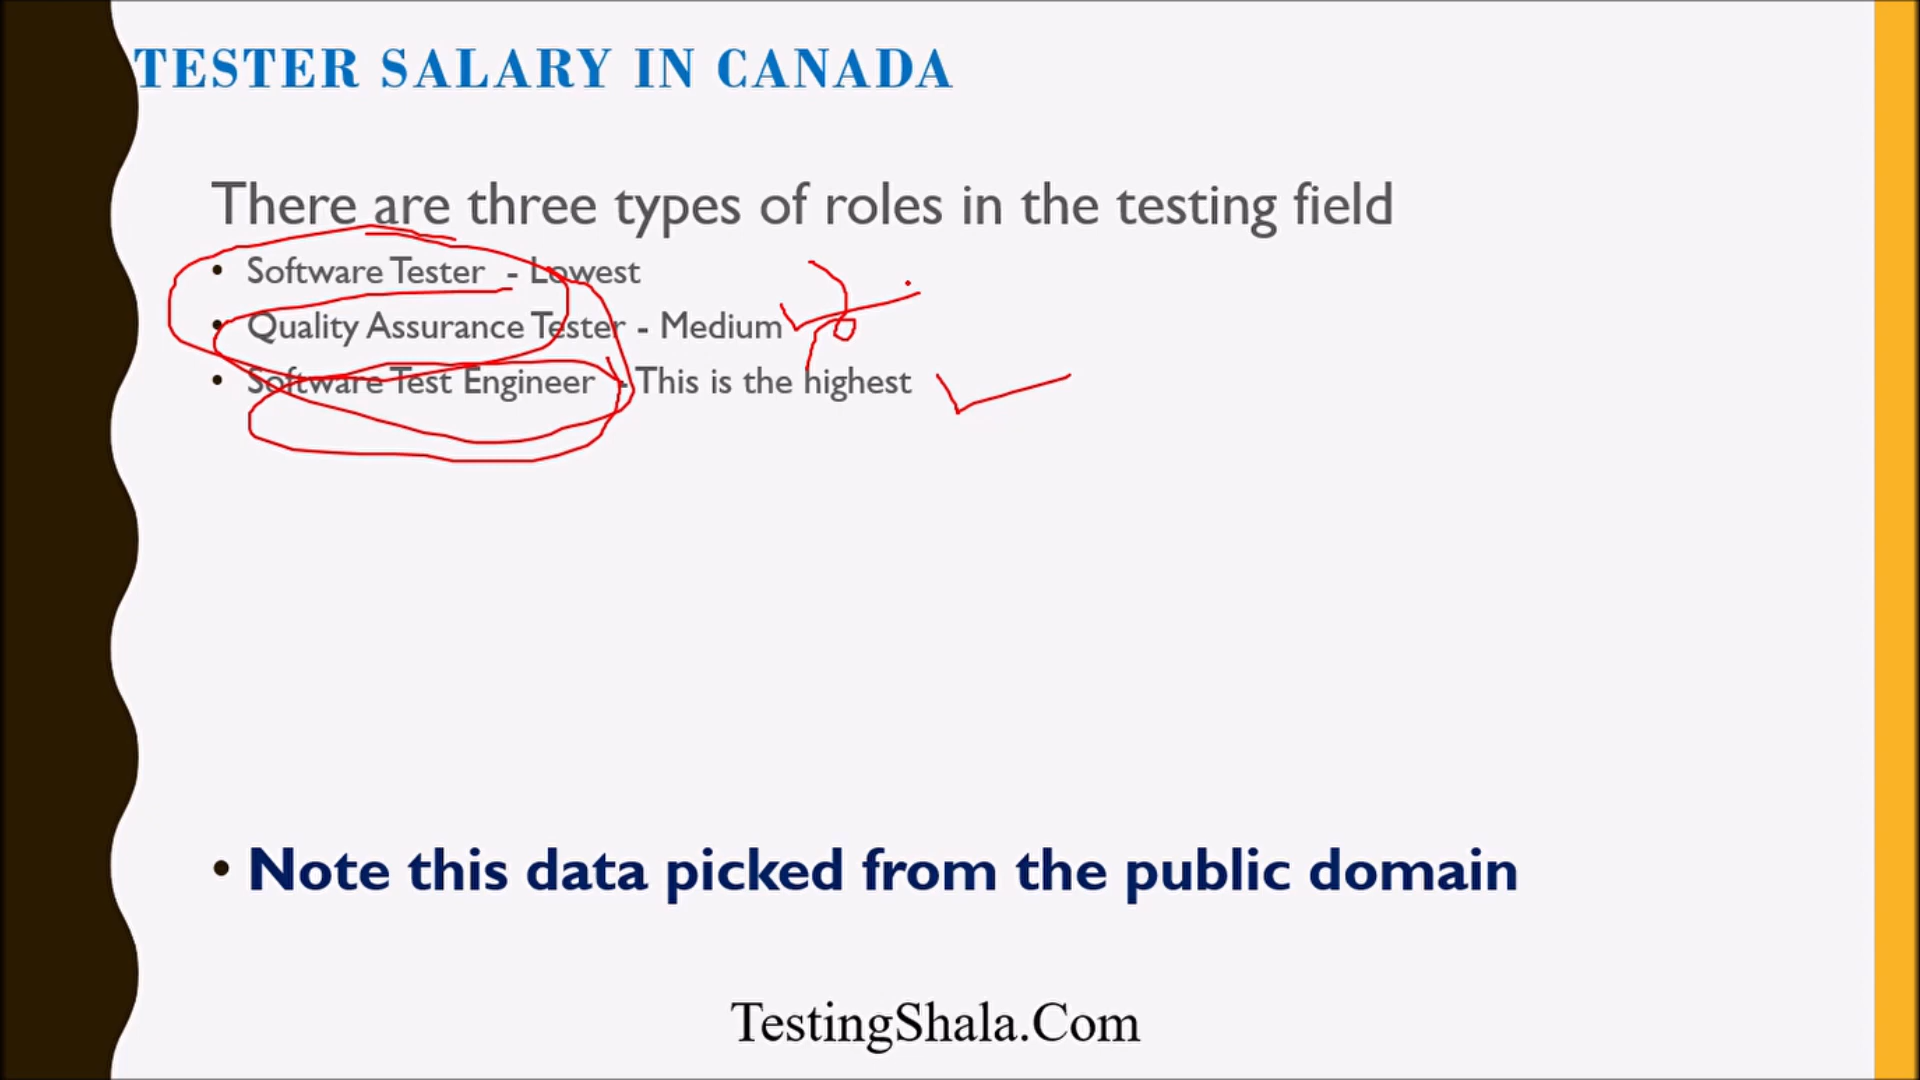 TESTER SALARY IN CANADA
There are three types of roles in the testing field
• Software Tester - Lowest
• Quality Assurance Tester - Medium
• Software Test Engineer - This is the highest
• Note this data picked from the public domain
TestingShala.Com